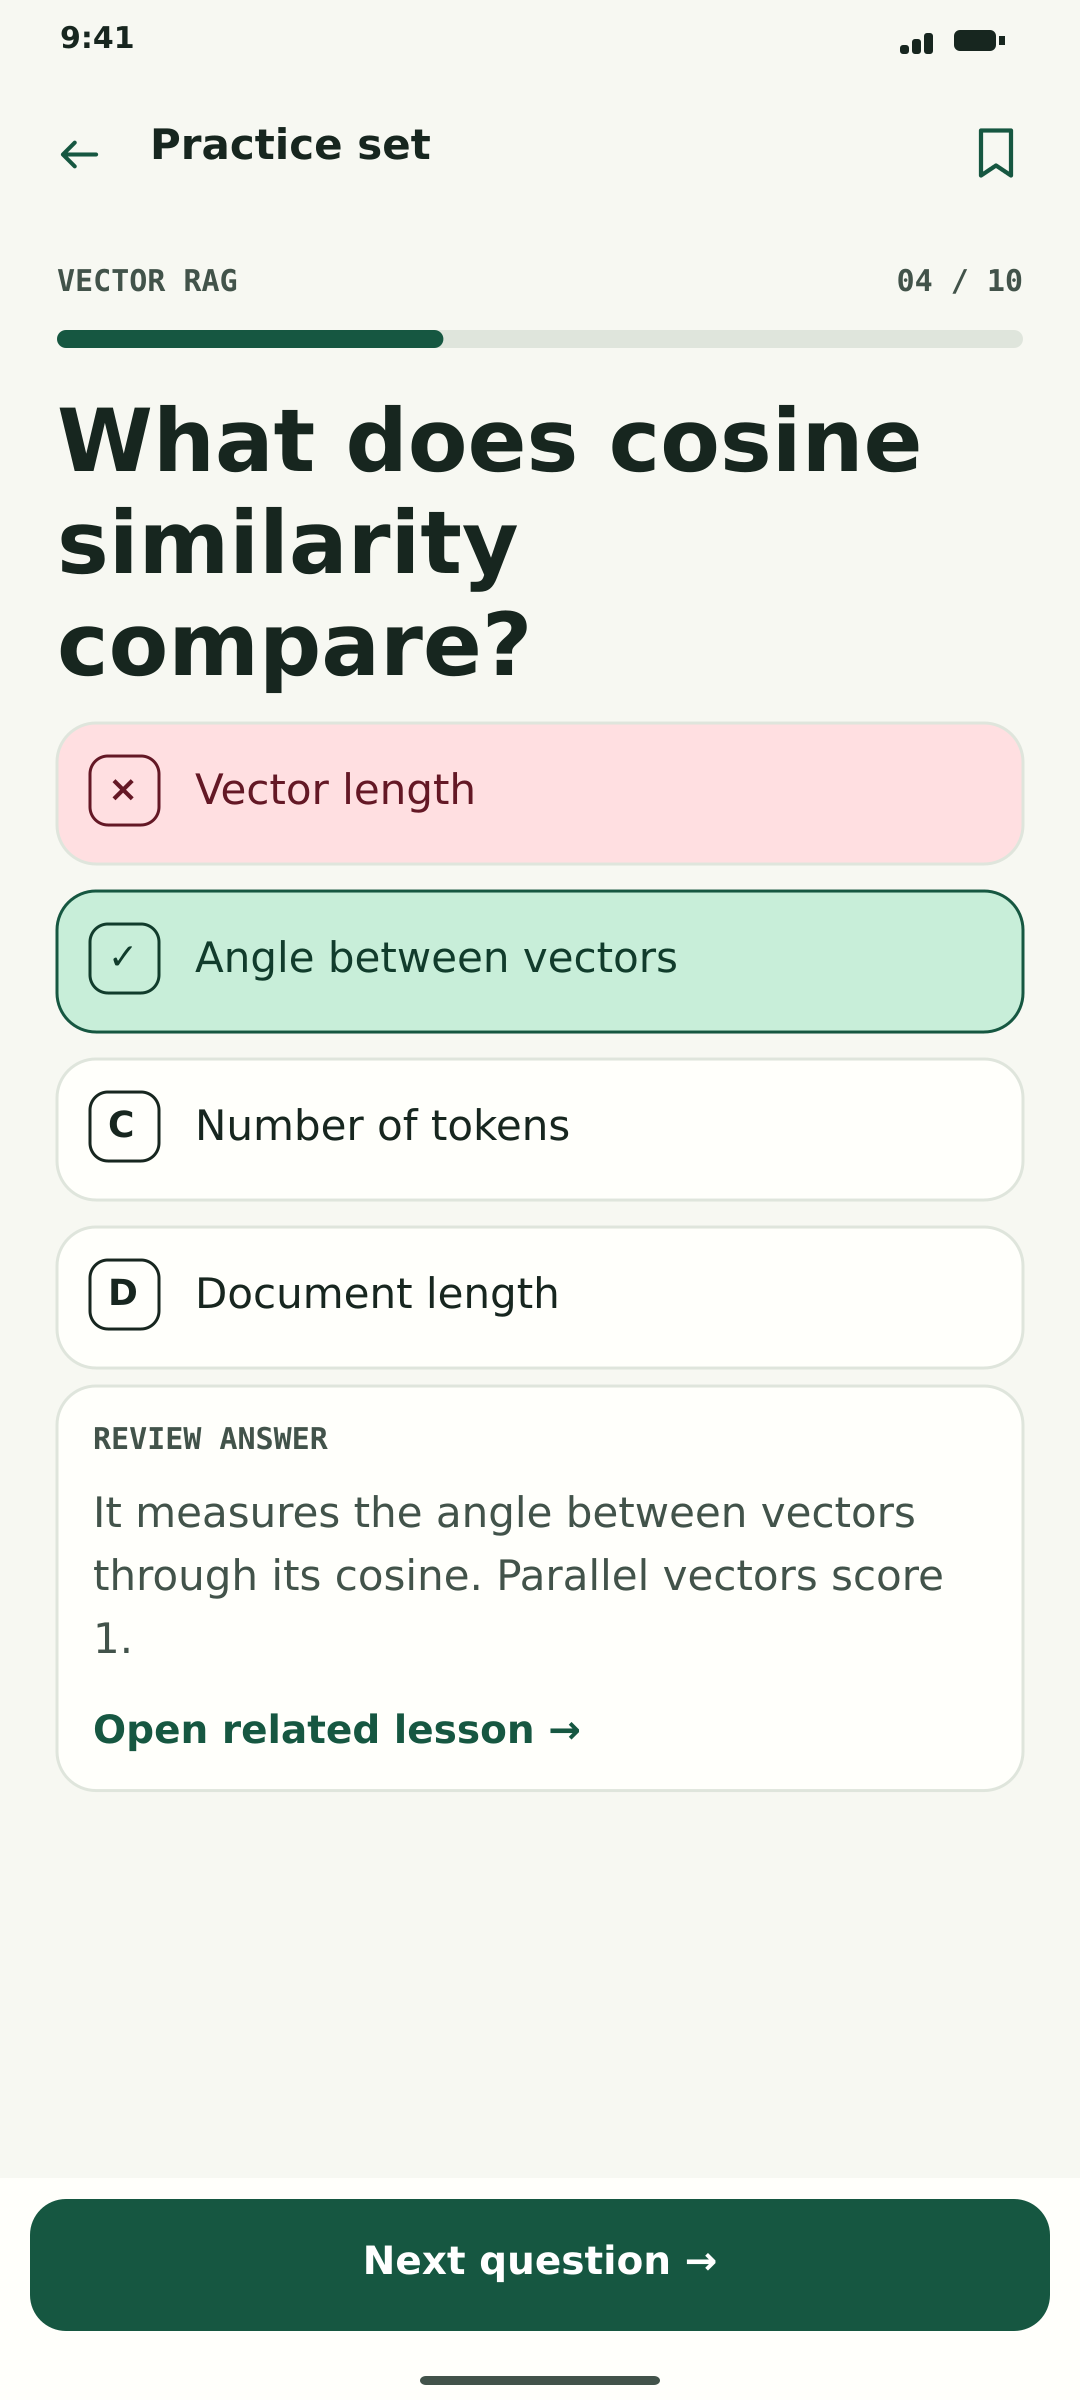 9:41
← Practice set
VECTOR RAG
04 / 10
What does cosine
similarity
compare?
× Vector length
✓ Angle between vectors
C Number of tokens
D Document length
REVIEW ANSWER
It measures the angle between vectors
through its cosine. Parallel vectors score
1.
Open related lesson →
Next question →